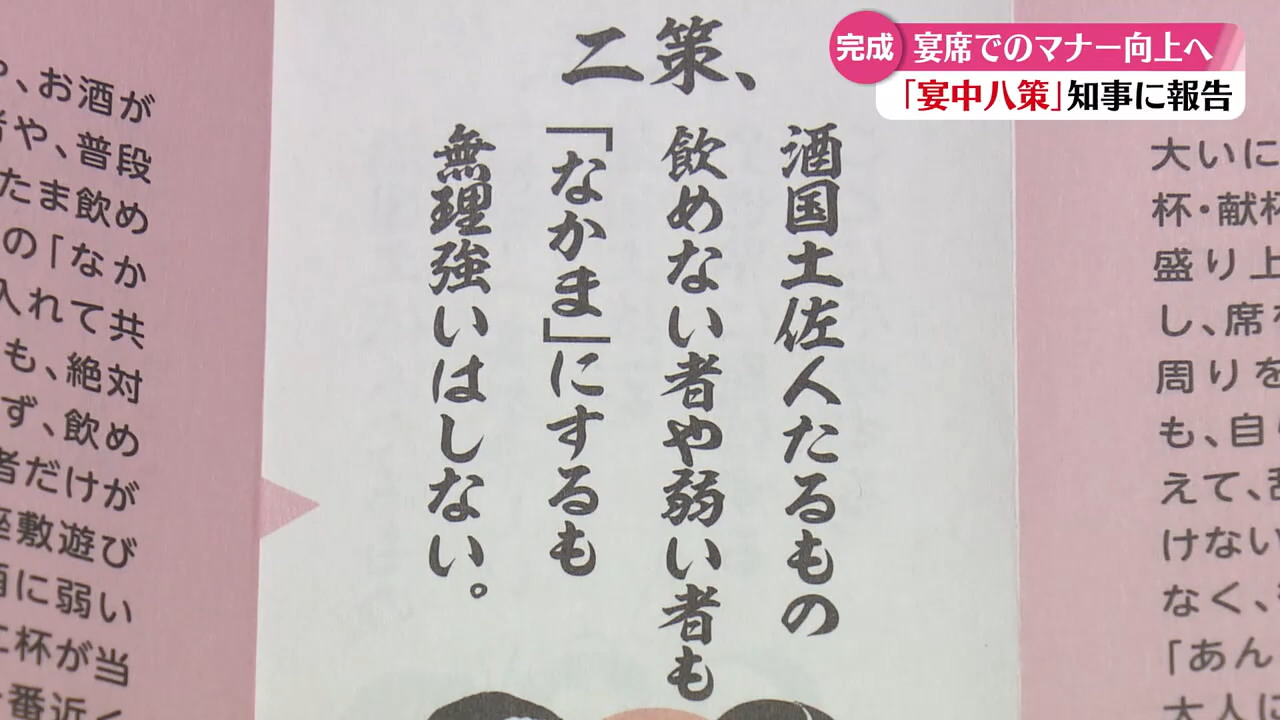 完成
宴席でのマナー向上へ
「宴中八策」知事に報告
二策、
酒国土佐人たるもの
飲めない者や弱い者も
「なかま」にするも
無理強いはしない。
、お酒が
者や、普段
たま飲め
の「なか
入れて共
も、絶対
ず、飲め
者だけが
座敷遊び
に弱い
杯が当
番近く
大いに
杯・献杯
盛り上
し、席
周りを
も、自
えて、
けない
なく、
「あん
大人に